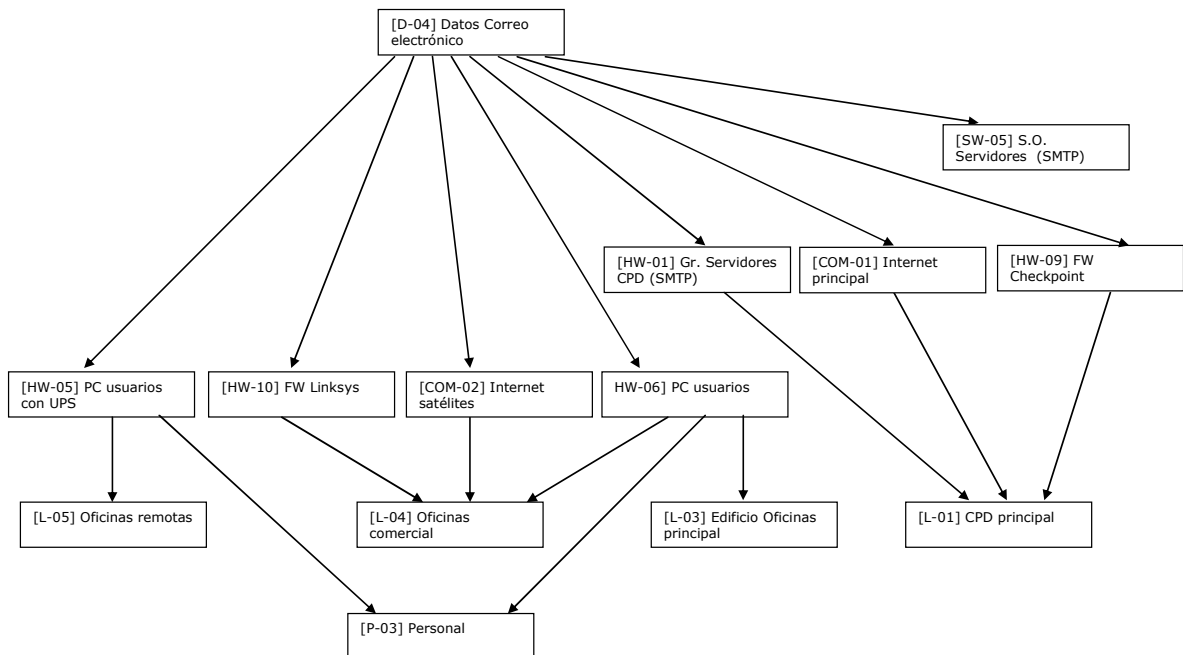 [D-04] Datos Correo
electrónico
[SW-05] S.O.
Servidores (SMTP)
[HW-01] Gr. Servidores
CPD (SMTP)
[COM-01] Internet
principal
[HW-09] FW
Checkpoint
[HW-05] PC usuarios
con UPS
[HW-10] FW Linksys
[COM-02] Internet
satélites
HW-06] PC usuarios
[L-05] Oficinas remotas
[L-04] Oficinas
comercial
[L-03] Edificio Oficinas
principal
[L-01] CPD principal
[P-03] Personal